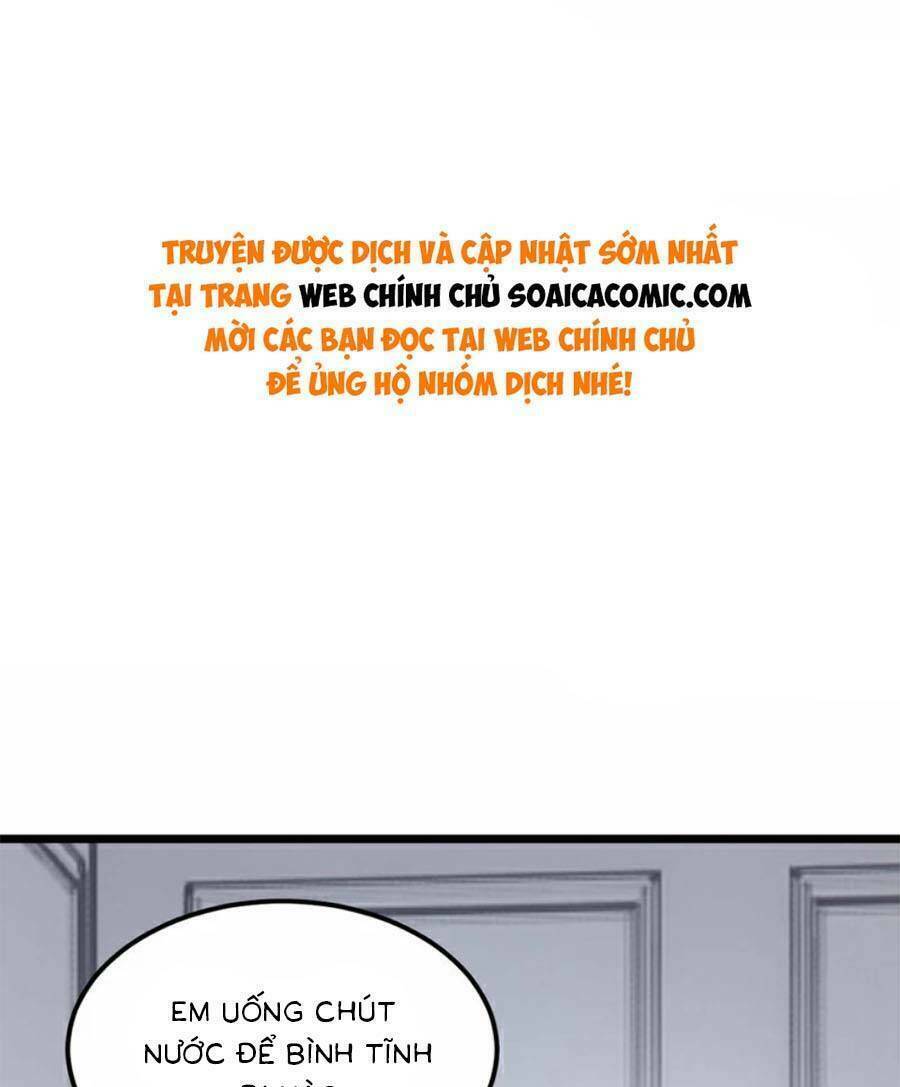 TRUYỆN ĐƯỢC DỊCH VÀ CẬP NHẬT SỚM NHẤT
TẠI TRANG WEB CHÍNH CHỦ SOAICACOMIC.COM
MỜI CÁC BẠN ĐỌC TẠI WEB CHÍNH CHỦ
ĐỂ ỦNG HỘ NHÓM DỊCH NHÉ!
EM UỐNG CHÚT
NƯỚC ĐỂ BÌNH TĨNH